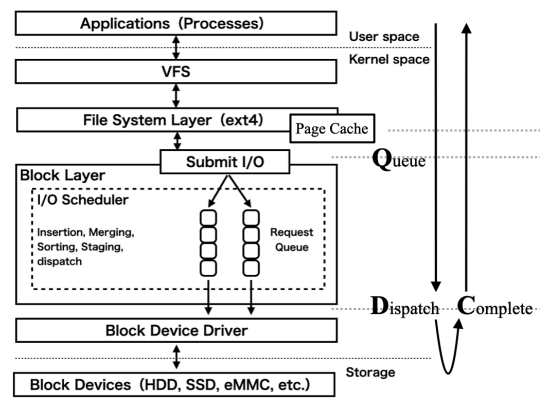 Applications (Processes)
User space
Kernel space
VFS
File System Layer (ext4)
Page Cache
Submit I/O
Queue
Block Layer
I/O Scheduler
Insertion, Merging,
Sorting, Staging,
dispatch
Request
Queue
Dispatch
Complete
Block Device Driver
Storage
Block Devices (HDD, SSD, eMMC, etc.)